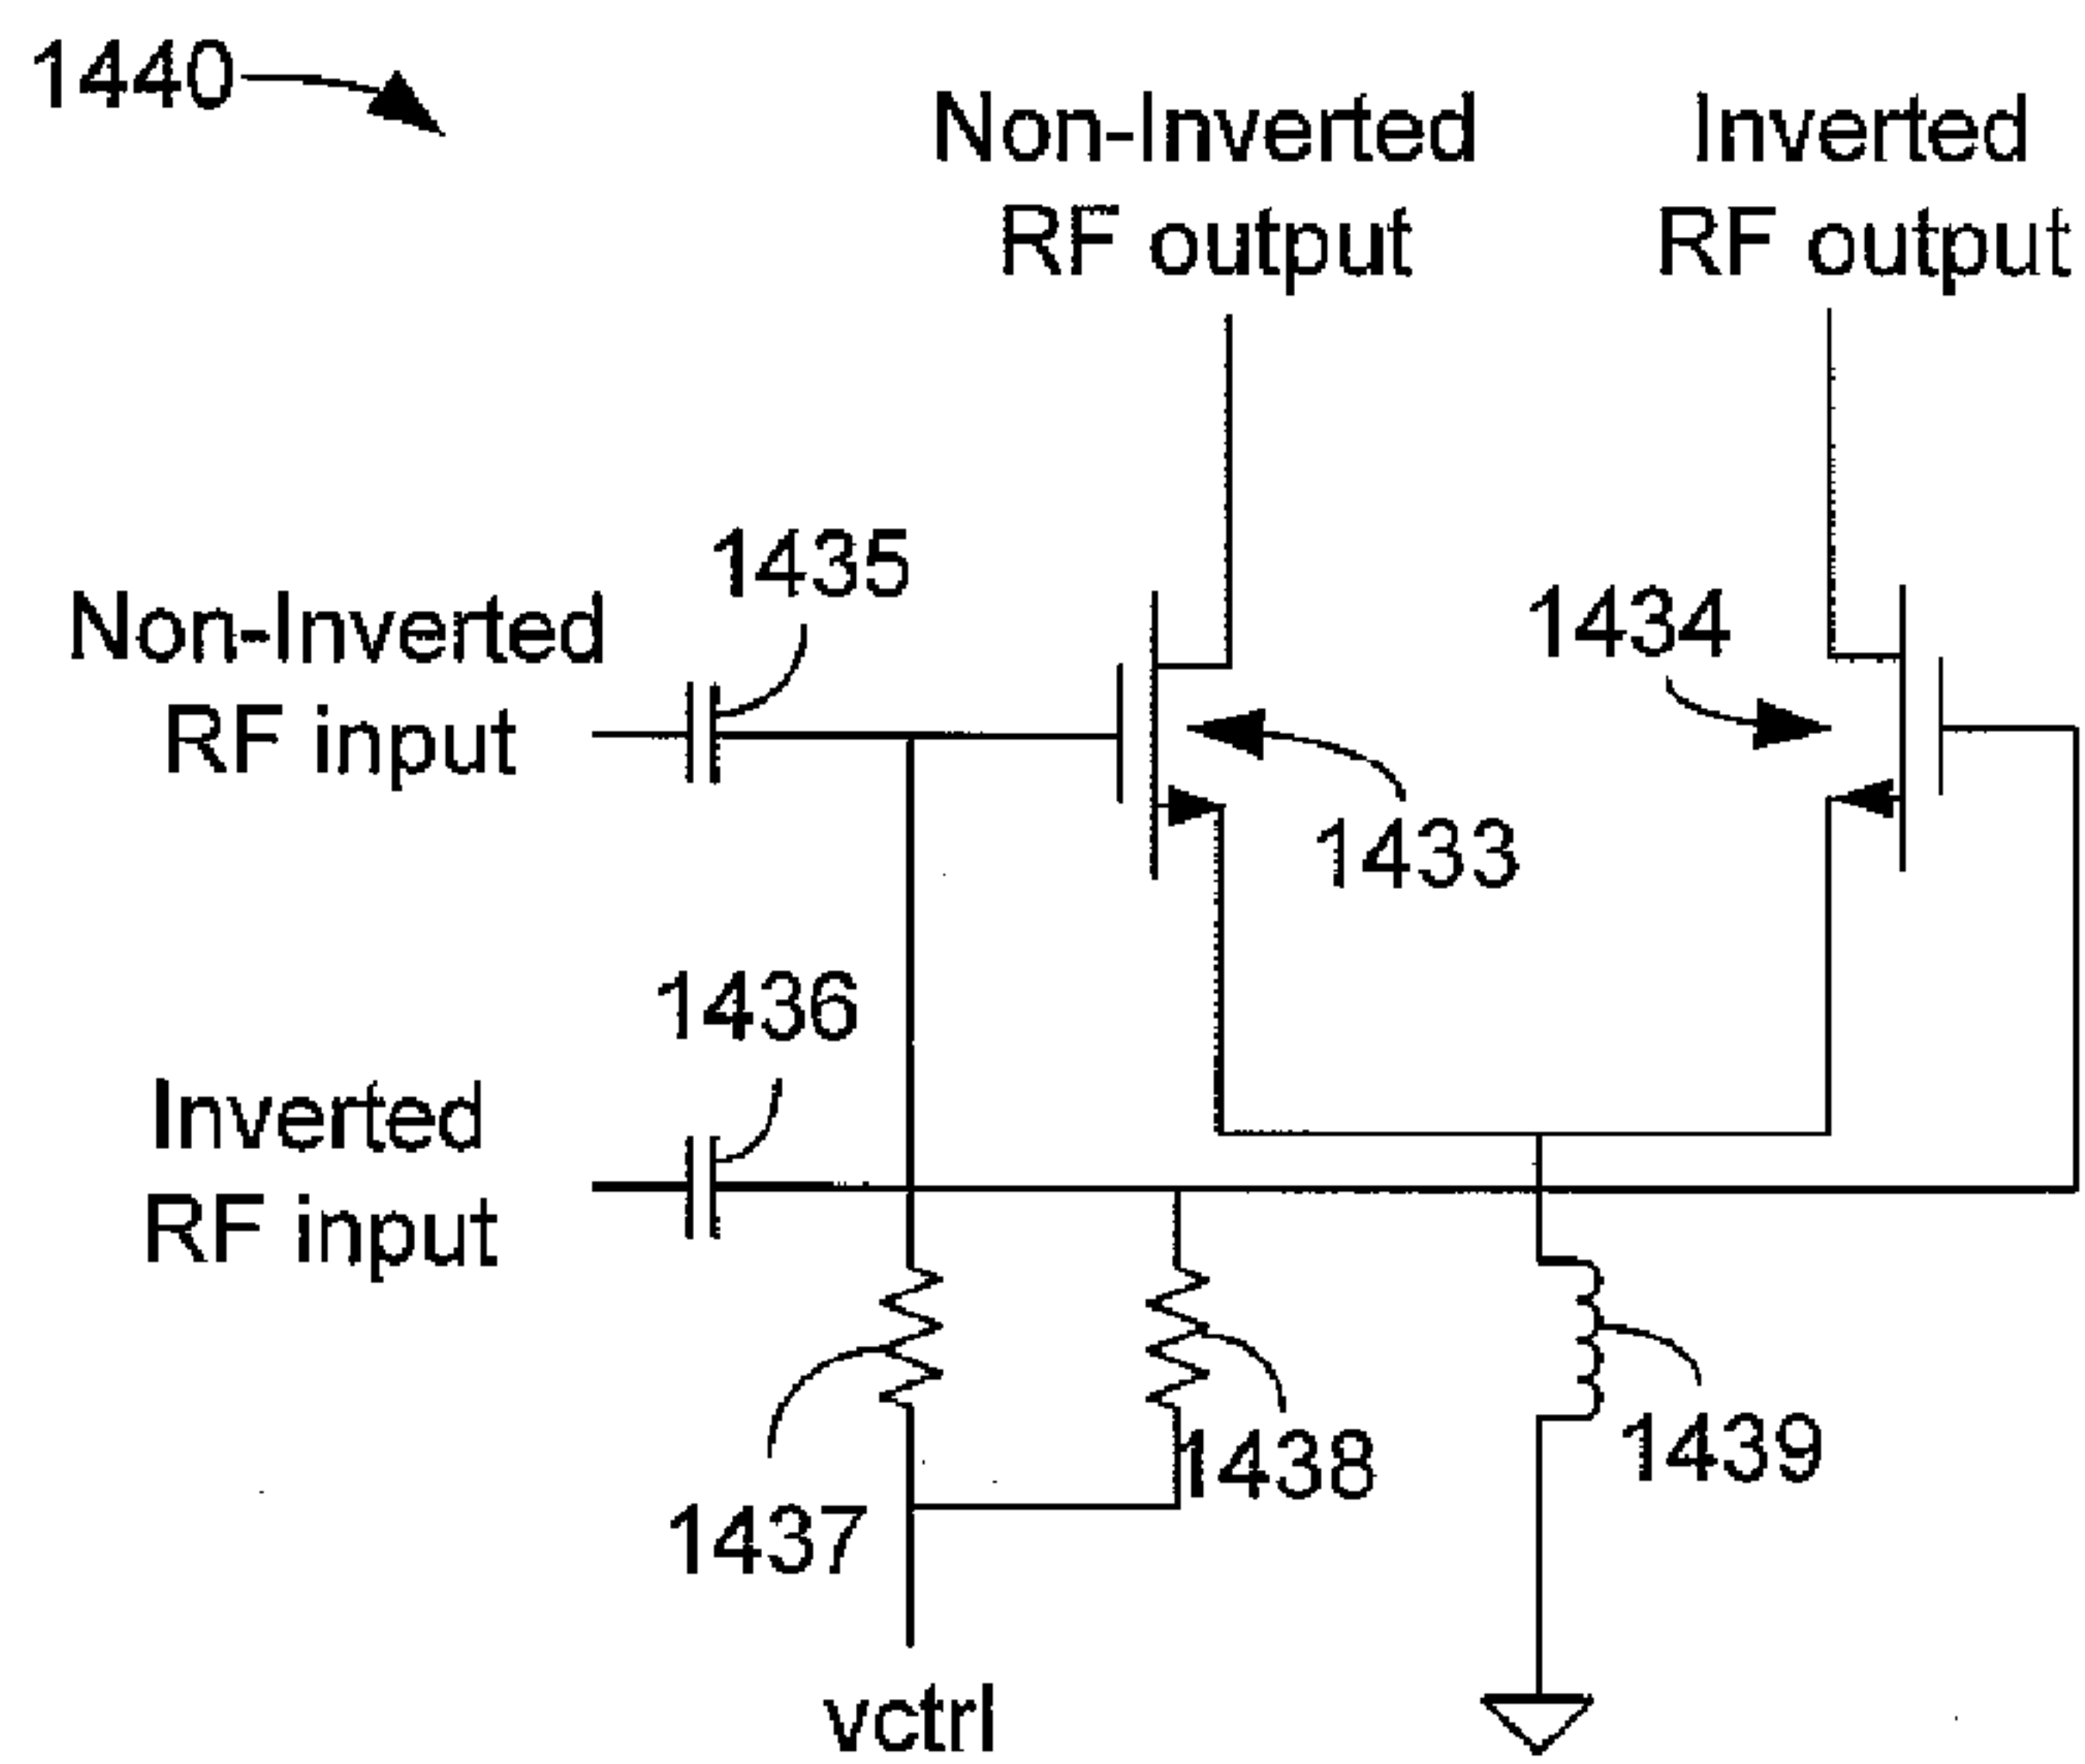 1440
Non-Inverted
RF output
Inverted
RF output
1435
Non-Inverted
RF input
1434
1433
1436
Inverted
RF input
1438
1439
1437
vctrl